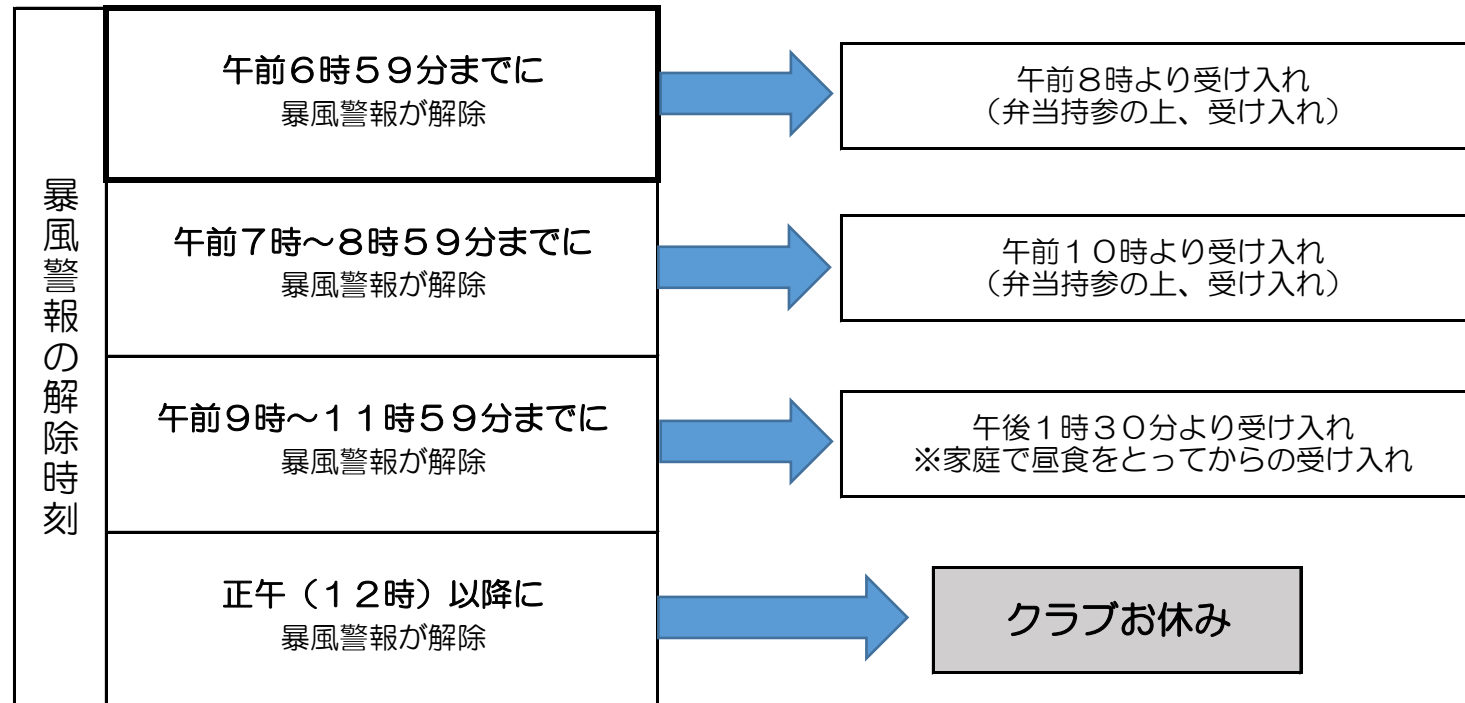 暴風警報の解除時刻
午前６時５９分までに
暴風警報が解除
午前８時より受け入れ
（弁当持参の上、受け入れ）
午前７時～８時５９分までに
暴風警報が解除
午前１０時より受け入れ
（弁当持参の上、受け入れ）
午前９時～１１時５９分までに
暴風警報が解除
午後１時３０分より受け入れ
※家庭で昼食をとってからの受け入れ
正午（１２時）以降に
暴風警報が解除
クラブお休み